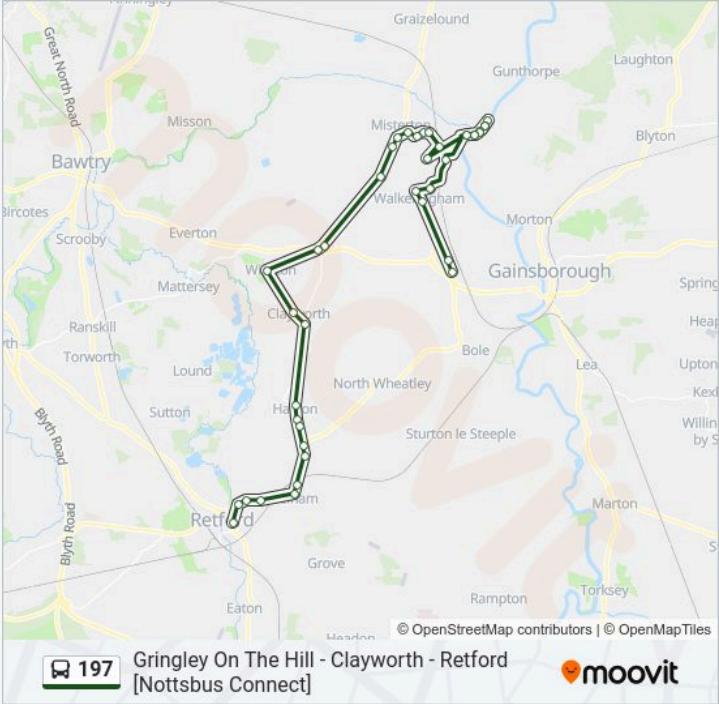 Graizelound
Laughton
Great North Road
Gunthorpe
Misson
Misterton
Blyton
Bawtry
Walkeringham
Bircotes
Morton
Scrooby
Everton
Gainsborough
Mattersey
Spring
Clayworth
Ranskill
Heap
Torworth
Bole
Lound
Lea
Upton
North Wheatley
Kexl
Sutton
Willin
by S
Blyth Road
Sturton le Steeple
Marton
Retford
Blyth Road
Grove
Rampton
Torksey
Eaton
Headon
moovit
© OpenStreetMap contributors | © OpenMapTiles
197
Gringley On The Hill - Clayworth - Retford
[Nottsbus Connect]
moovit